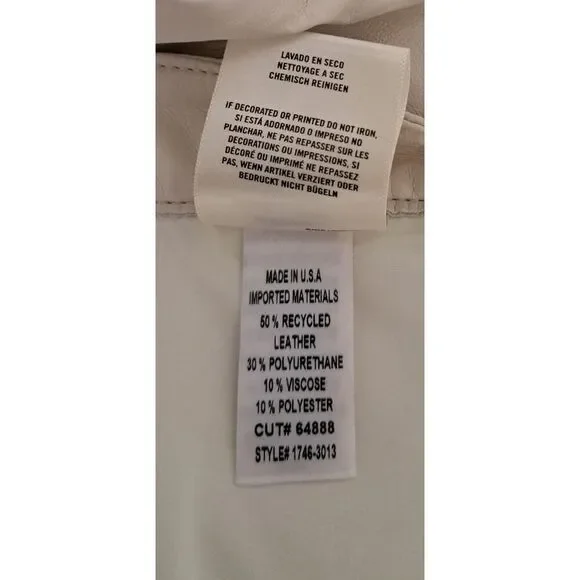 LAVADO EN SECO
NETTOYAGE A SEC
CHEMISCH REINIGEN
IF DECORATED OR PRINTED DO NOT IRON,
SI ESTÁ ADORNADO O IMPRESO NO
PLANCHAR, NE PAS REPASSER SUR LES
DECORATIONS OU IMPRESSIONS, SI
DÉCORÉ OU IMPRIMÉ NE REPASSEZ
PAS, WENN ARTIKEL VERZIERT ODER
BEDRUCKT NICHT BÜGELN
MADE IN U.S.A
IMPORTED MATERIALS
50 % RECYCLED
LEATHER
30 % POLYURETHANE
10 % VISCOSE
10 % POLYESTER
CUT# 64888
STYLE# 1746-3013